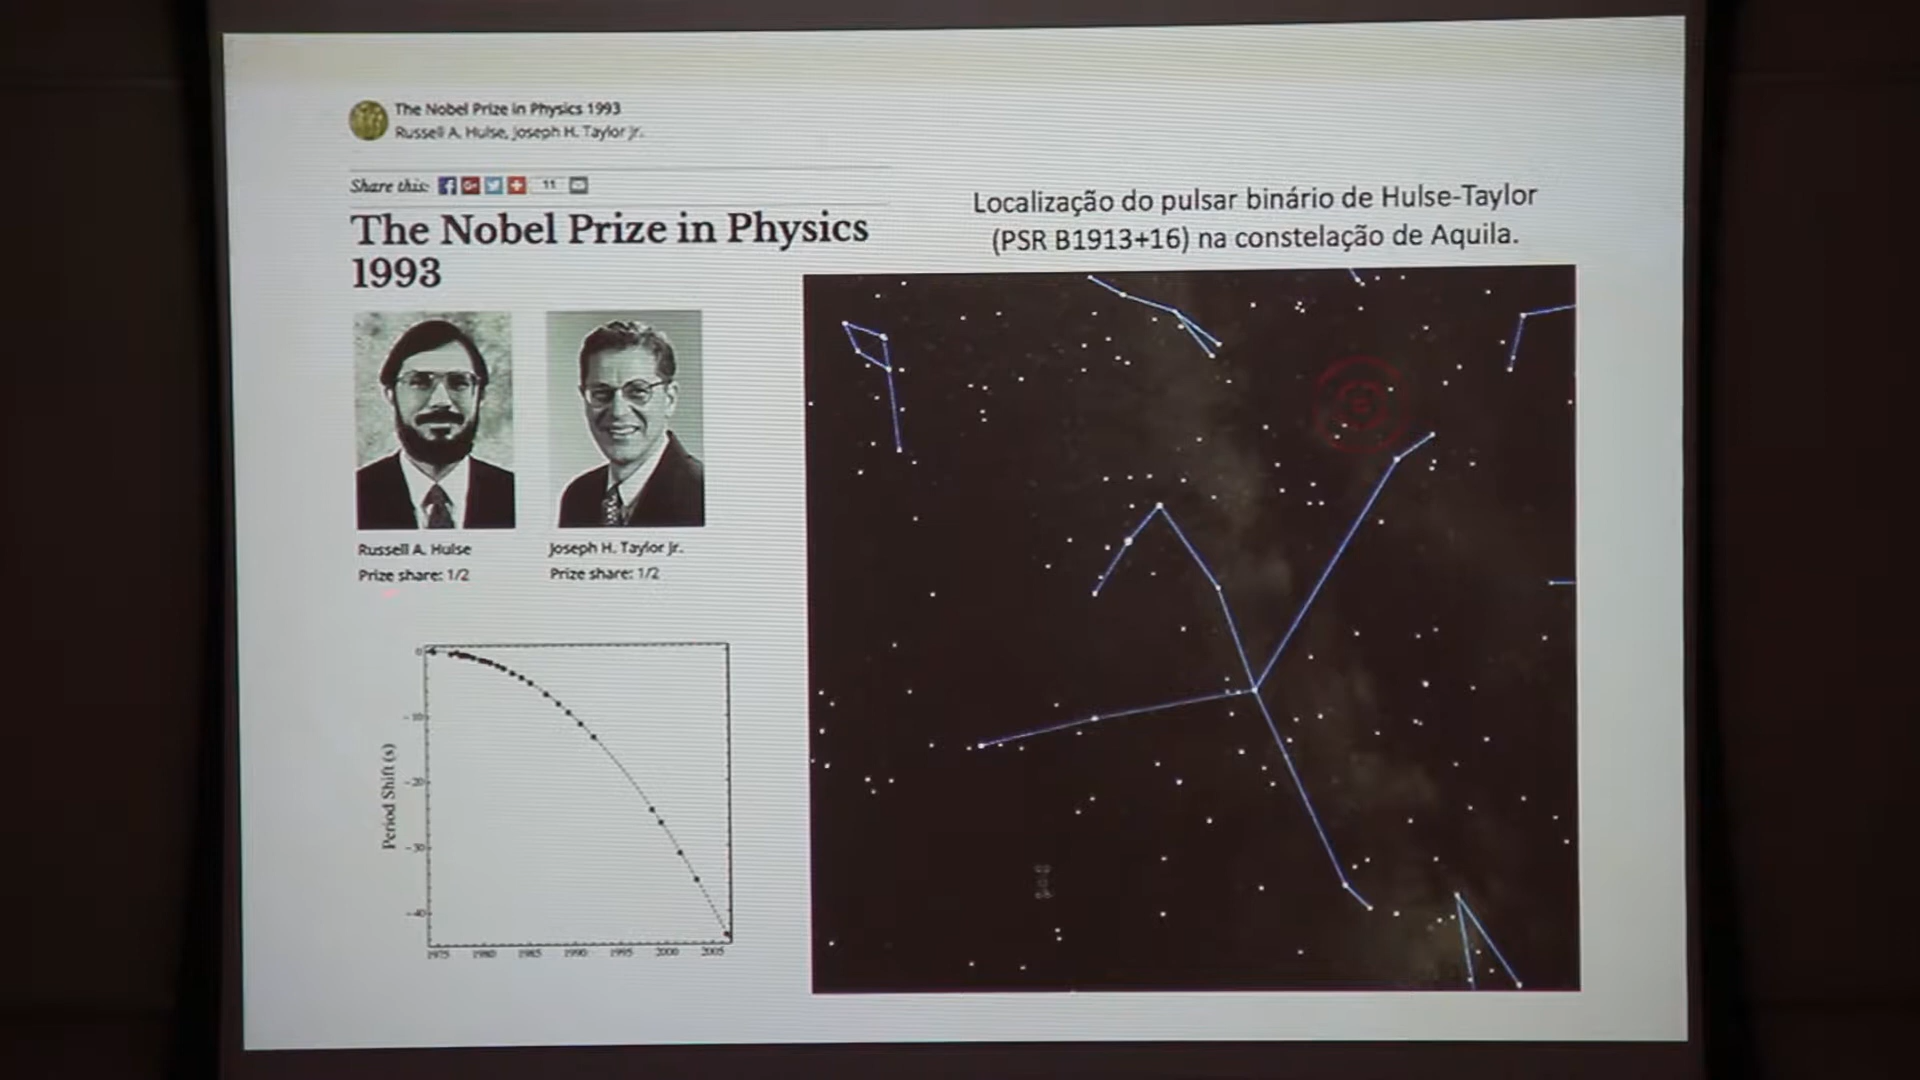 The Nobel Prize in Physics 1993
Russell A. Hulse, Joseph H. Taylor Jr.
Share this:
11
The Nobel Prize in Physics
1993
Russell A. Hulse
Prize share: 1/2
Joseph H. Taylor Jr.
Prize share: 1/2
Localização do pulsar binário de Hulse-Taylor
(PSR B1913+16) na constelação de Aquila.
Period Shift (s)
0
-10
-20
-30
-40
1975 1980 1985 1990 1995 2000 2005